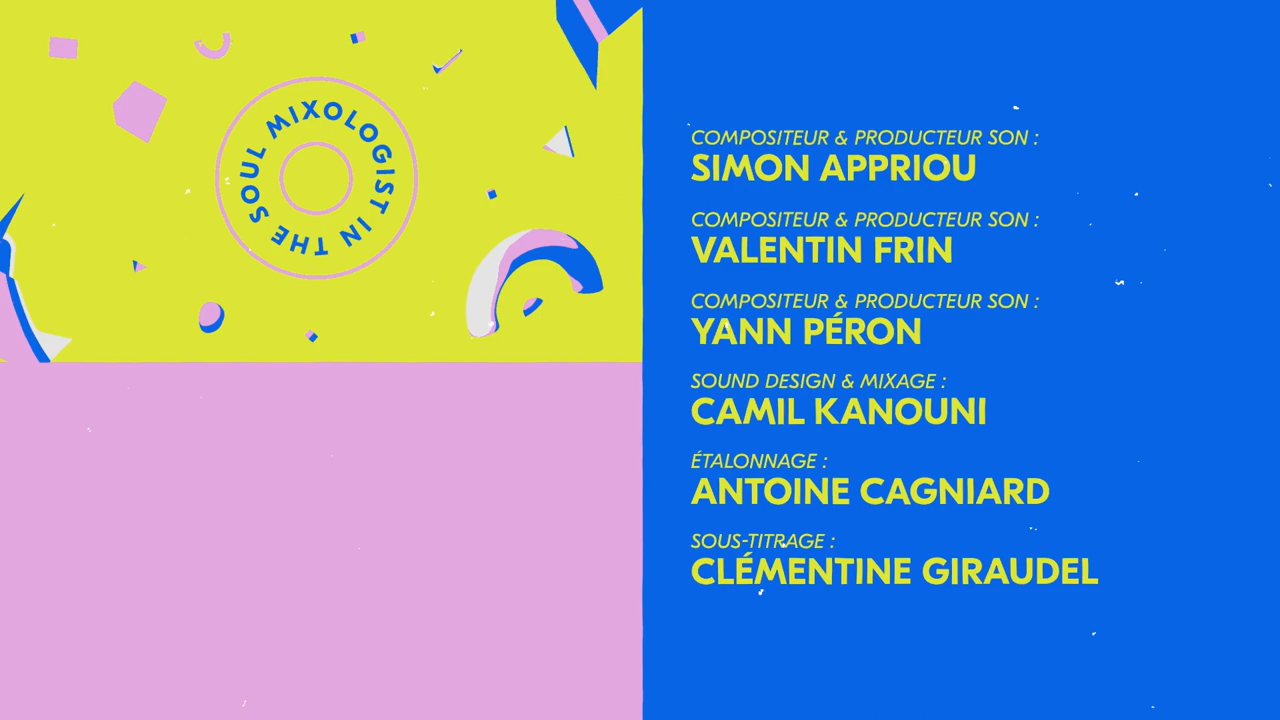 MIXOLOGIST IN THE SOUL
COMPOSITEUR & PRODUCTEUR SON :
SIMON APPRIOU
COMPOSITEUR & PRODUCTEUR SON :
VALENTIN FRIN
COMPOSITEUR & PRODUCTEUR SON :
YANN PÉRON
SOUND DESIGN & MIXAGE :
CAMIL KANOUNI
ÉTALONNAGE :
ANTOINE CAGNIARD
SOUS-TITRAGE :
CLÉMENTINE GIRAUDEL